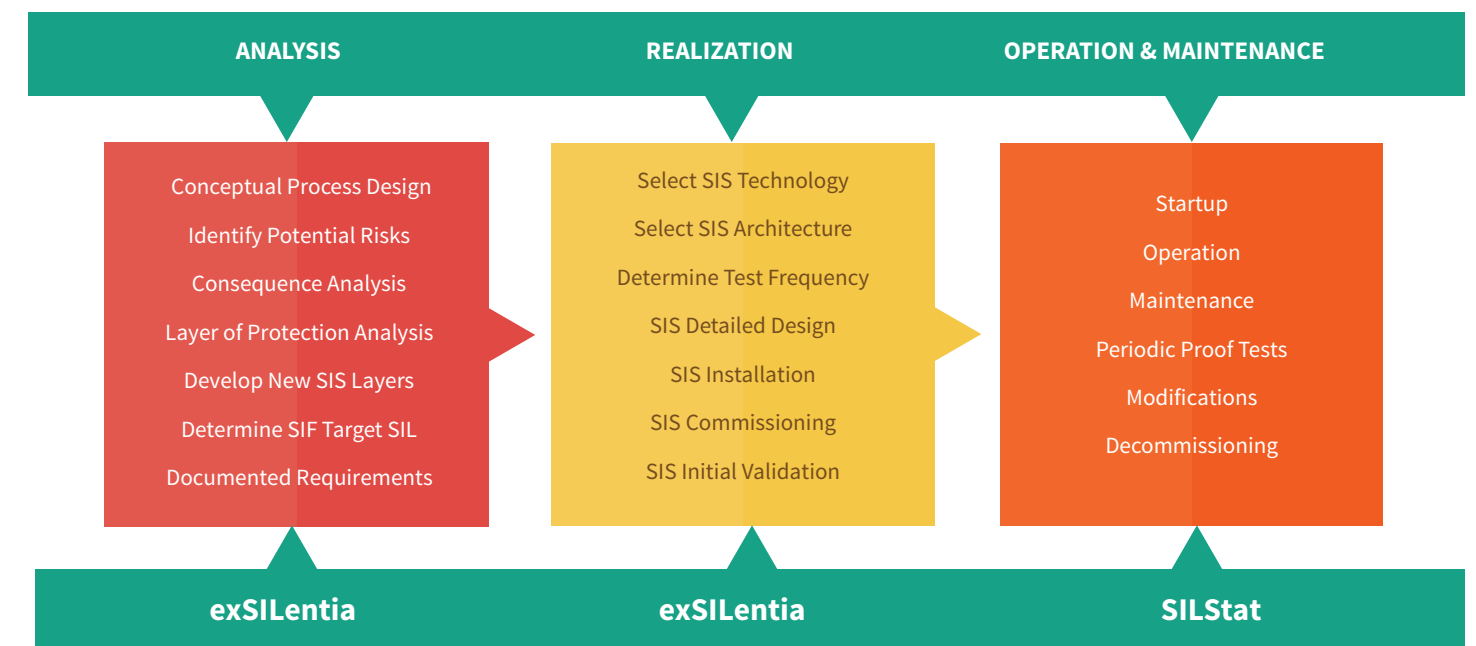 ANALYSIS
REALIZATION
OPERATION & MAINTENANCE
Conceptual Process Design
Identify Potential Risks
Consequence Analysis
Layer of Protection Analysis
Develop New SIS Layers
Determine SIF Target SIL
Documented Requirements
Select SIS Technology
Select SIS Architecture
Determine Test Frequency
SIS Detailed Design
SIS Installation
SIS Commissioning
SIS Initial Validation
Startup
Operation
Maintenance
Periodic Proof Tests
Modifications
Decommissioning
exSILentia
exSILentia
SILStat